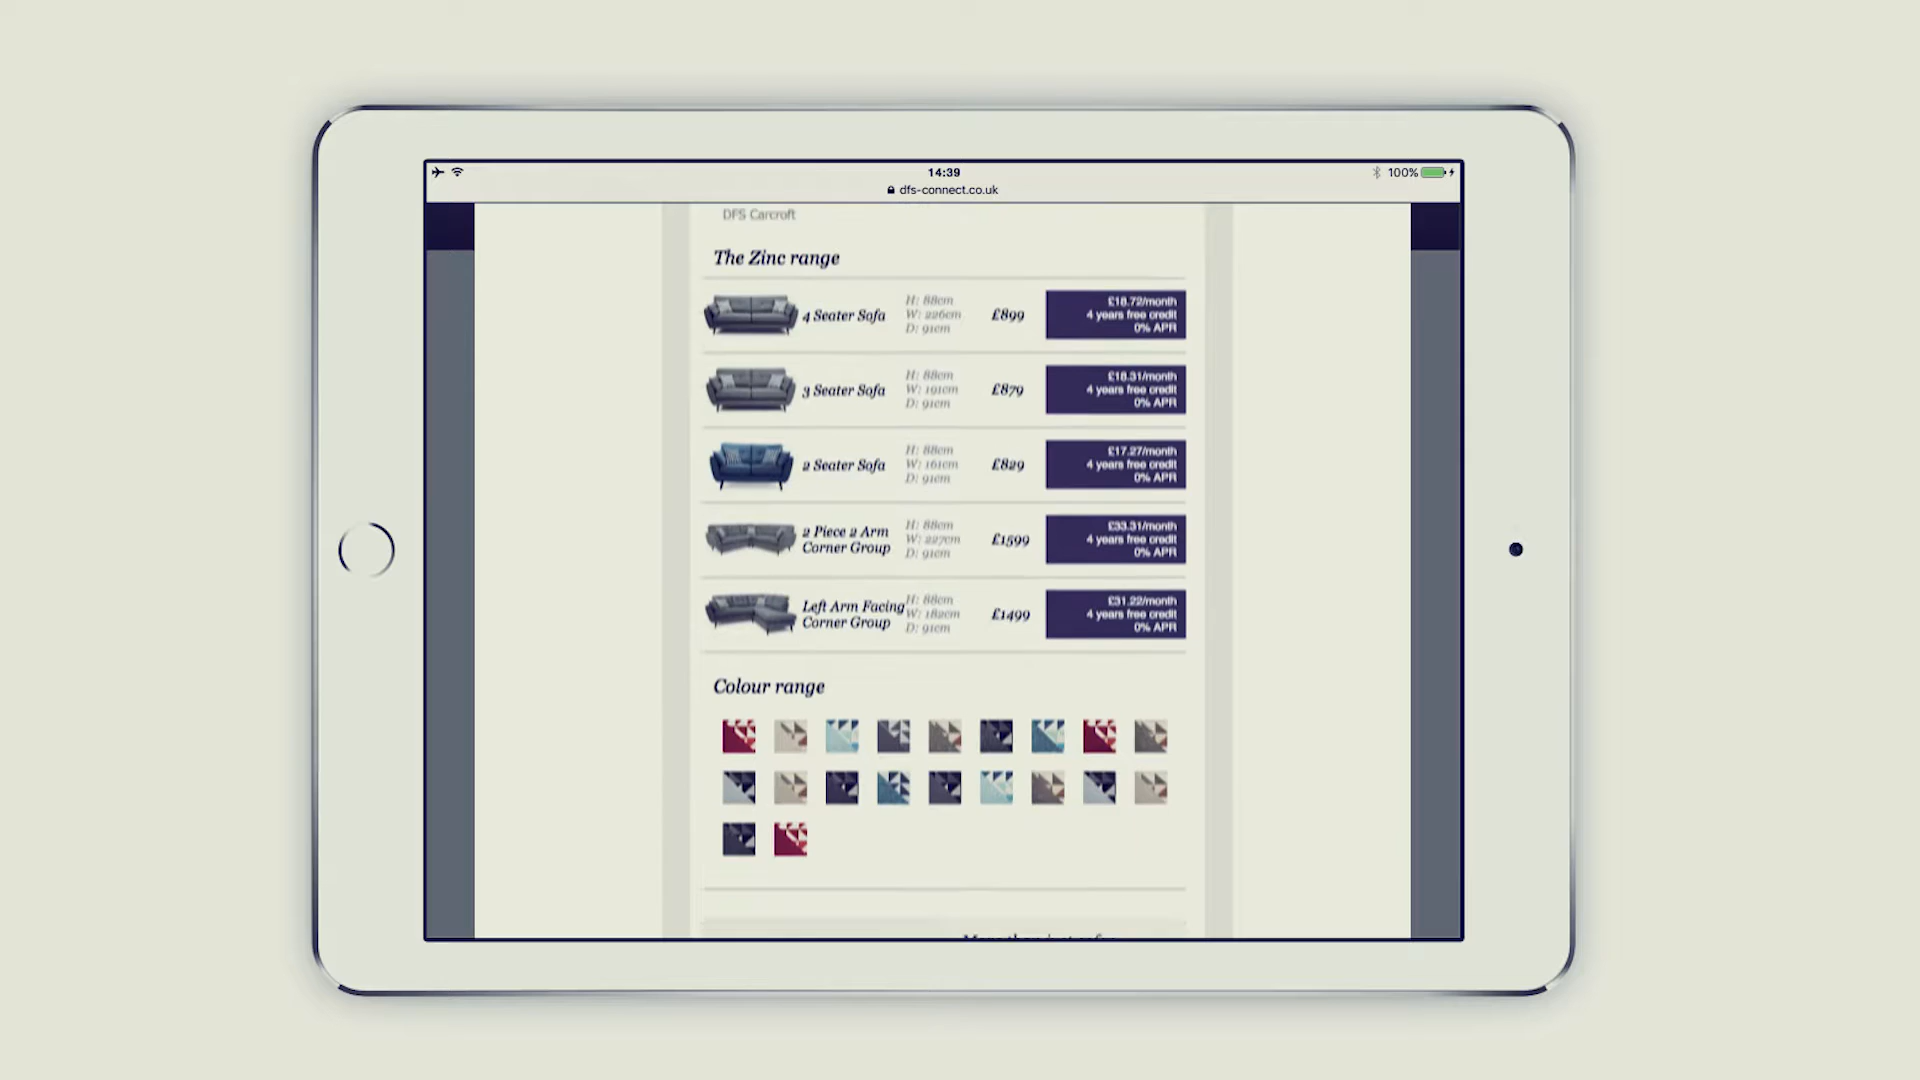 14:39
100%
dfs-connect.co.uk
DFS Carcroft
The Zinc range
4 Seater Sofa
H: 88cm
W: 226cm
D: 91cm
£899
£18.72/month
4 years free credit
0% APR
3 Seater Sofa
H: 88cm
W: 191cm
D: 91cm
£879
£18.31/month
4 years free credit
0% APR
2 Seater Sofa
H: 88cm
W: 161cm
D: 91cm
£829
£17.27/month
4 years free credit
0% APR
2 Piece 2 Arm
Corner Group
H: 88cm
W: 227cm
D: 91cm
£1599
£33.31/month
4 years free credit
0% APR
Left Arm Facing
Corner Group
H: 88cm
W: 182cm
D: 91cm
£1499
£31.22/month
4 years free credit
0% APR
Colour range